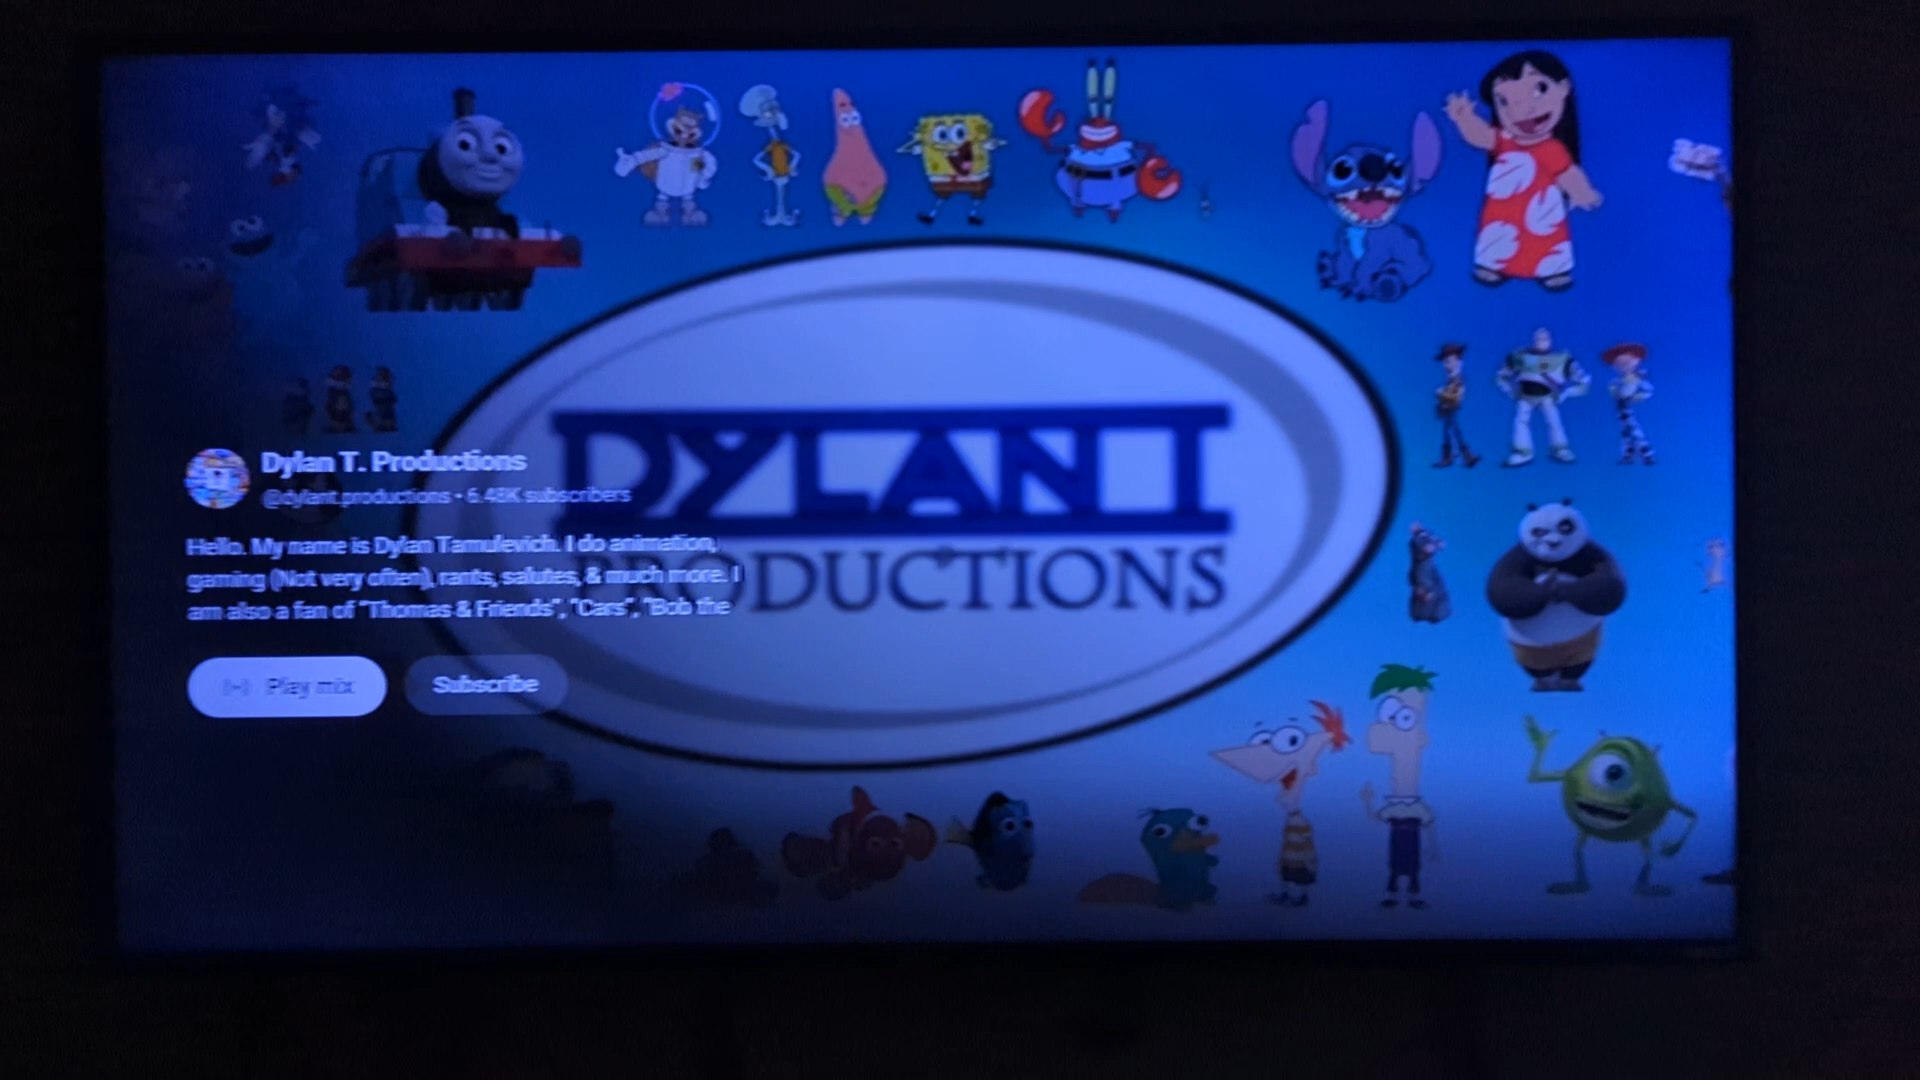 DYLAN T
PRODUCTIONS
Dylan T. Productions
@dylant.productions • 6.48K subscribers
Hello. My name is Dylan Tamulevich. I do animation,
gaming (Not very often), rants, salutes, & much more. I
am also a fan of "Thomas & Friends", "Cars", "Bob the
Play mix
Subscribe